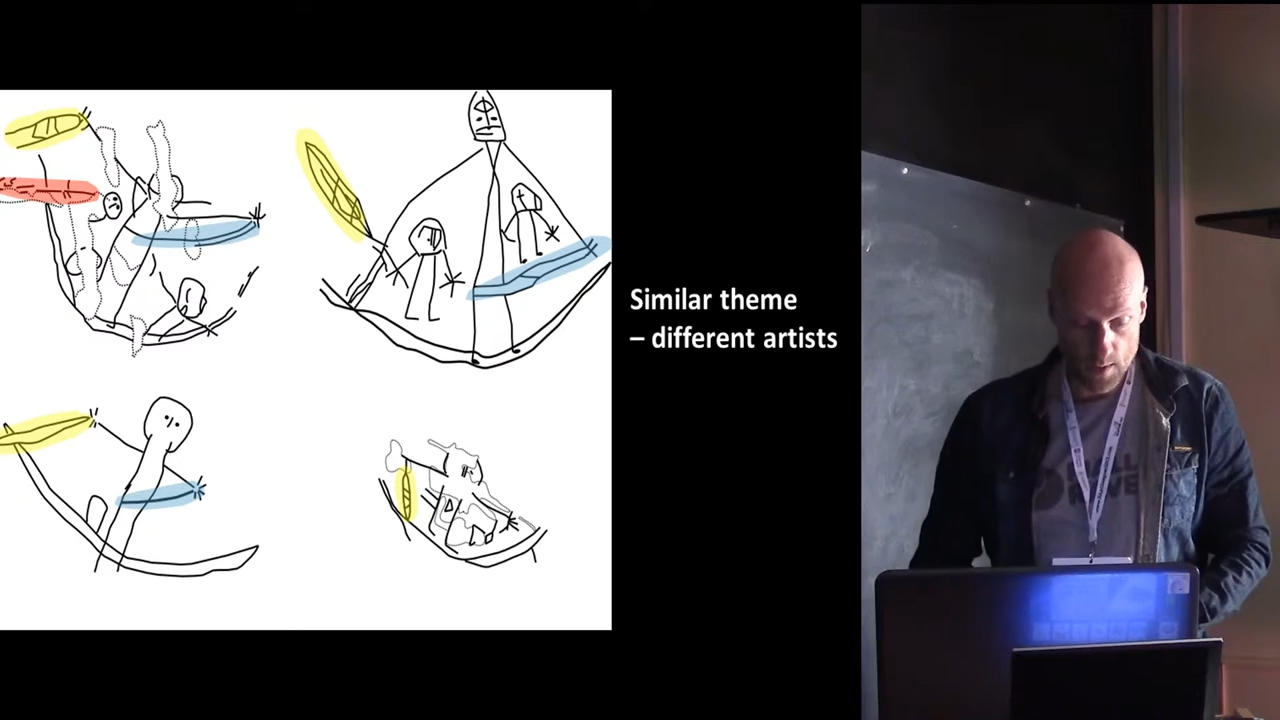 Similar theme
– different artists